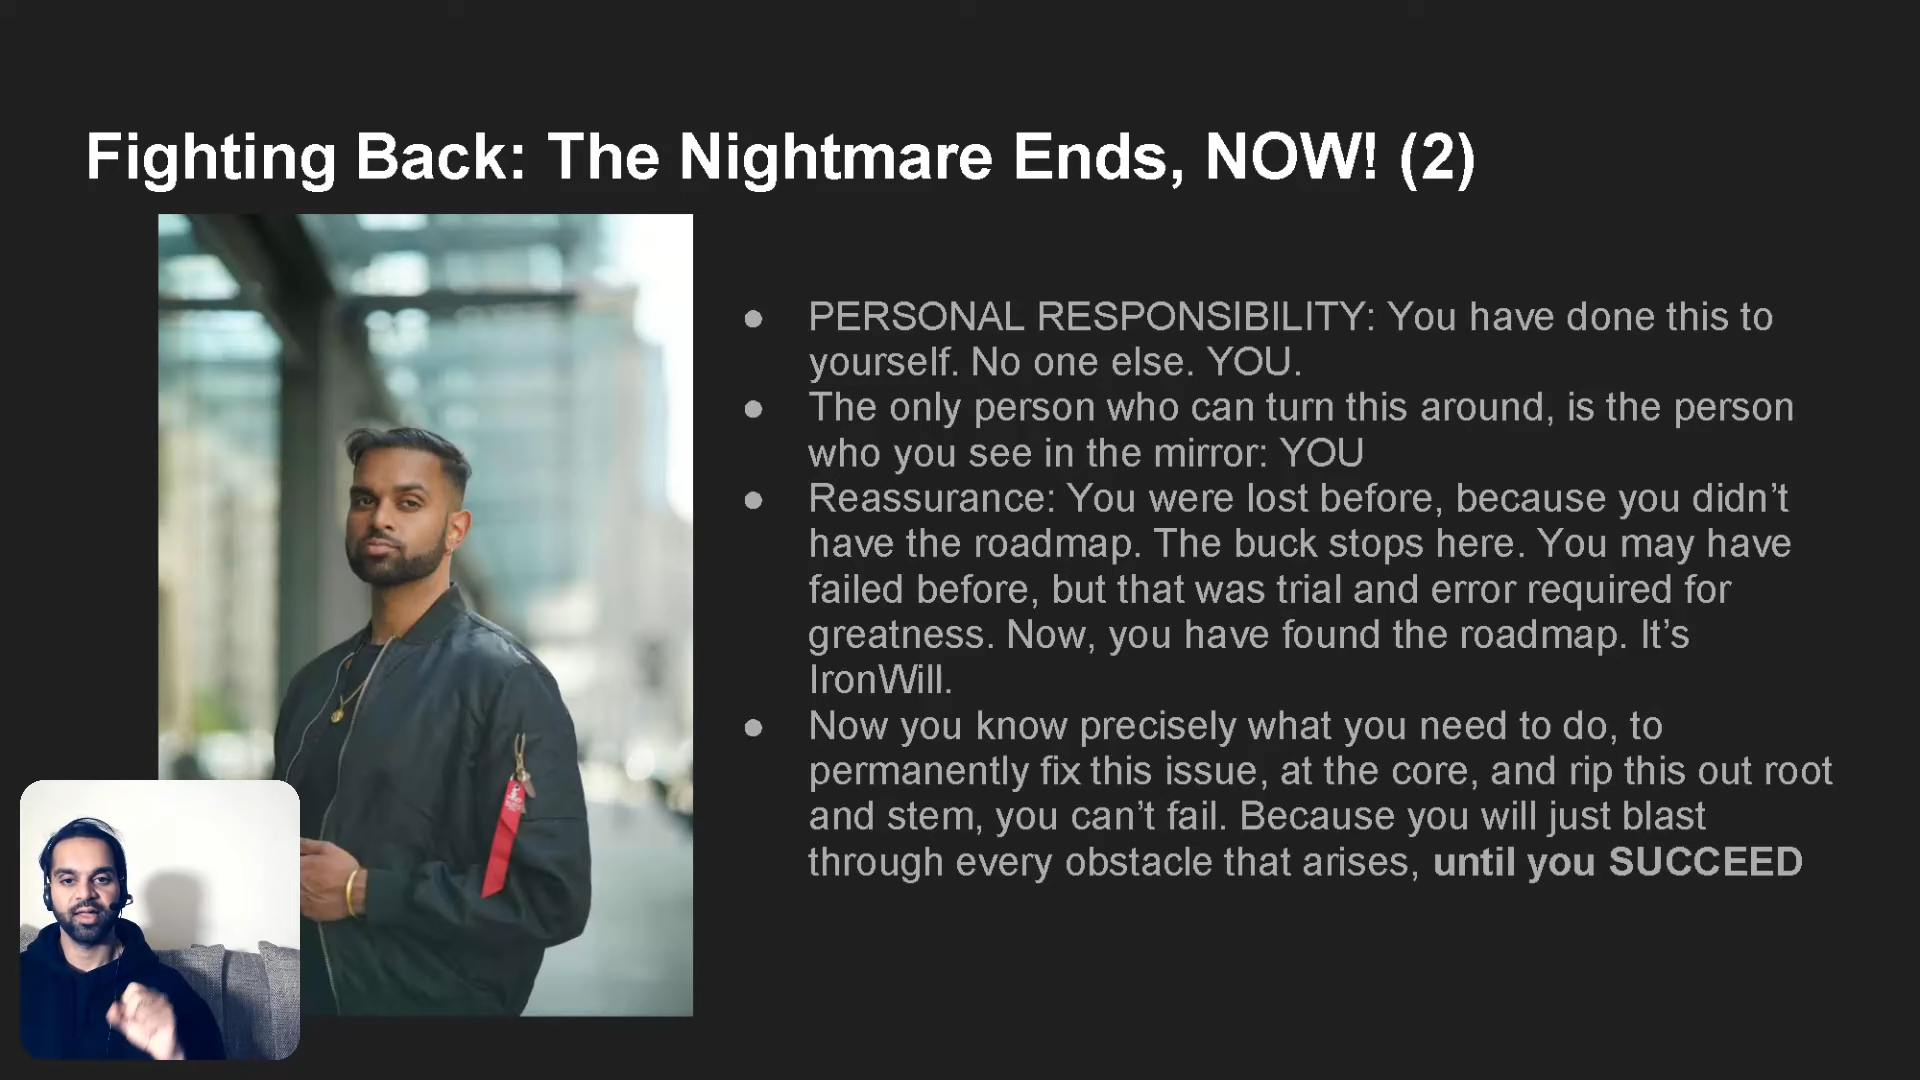 Fighting Back: The Nightmare Ends, NOW! (2)
● PERSONAL RESPONSIBILITY: You have done this to
yourself. No one else. YOU.
● The only person who can turn this around, is the person
who you see in the mirror: YOU
● Reassurance: You were lost before, because you didn’t
have the roadmap. The buck stops here. You may have
failed before, but that was trial and error required for
greatness. Now, you have found the roadmap. It’s
IronWill.
● Now you know precisely what you need to do, to
permanently fix this issue, at the core, and rip this out root
and stem, you can’t fail. Because you will just blast
through every obstacle that arises, until you SUCCEED